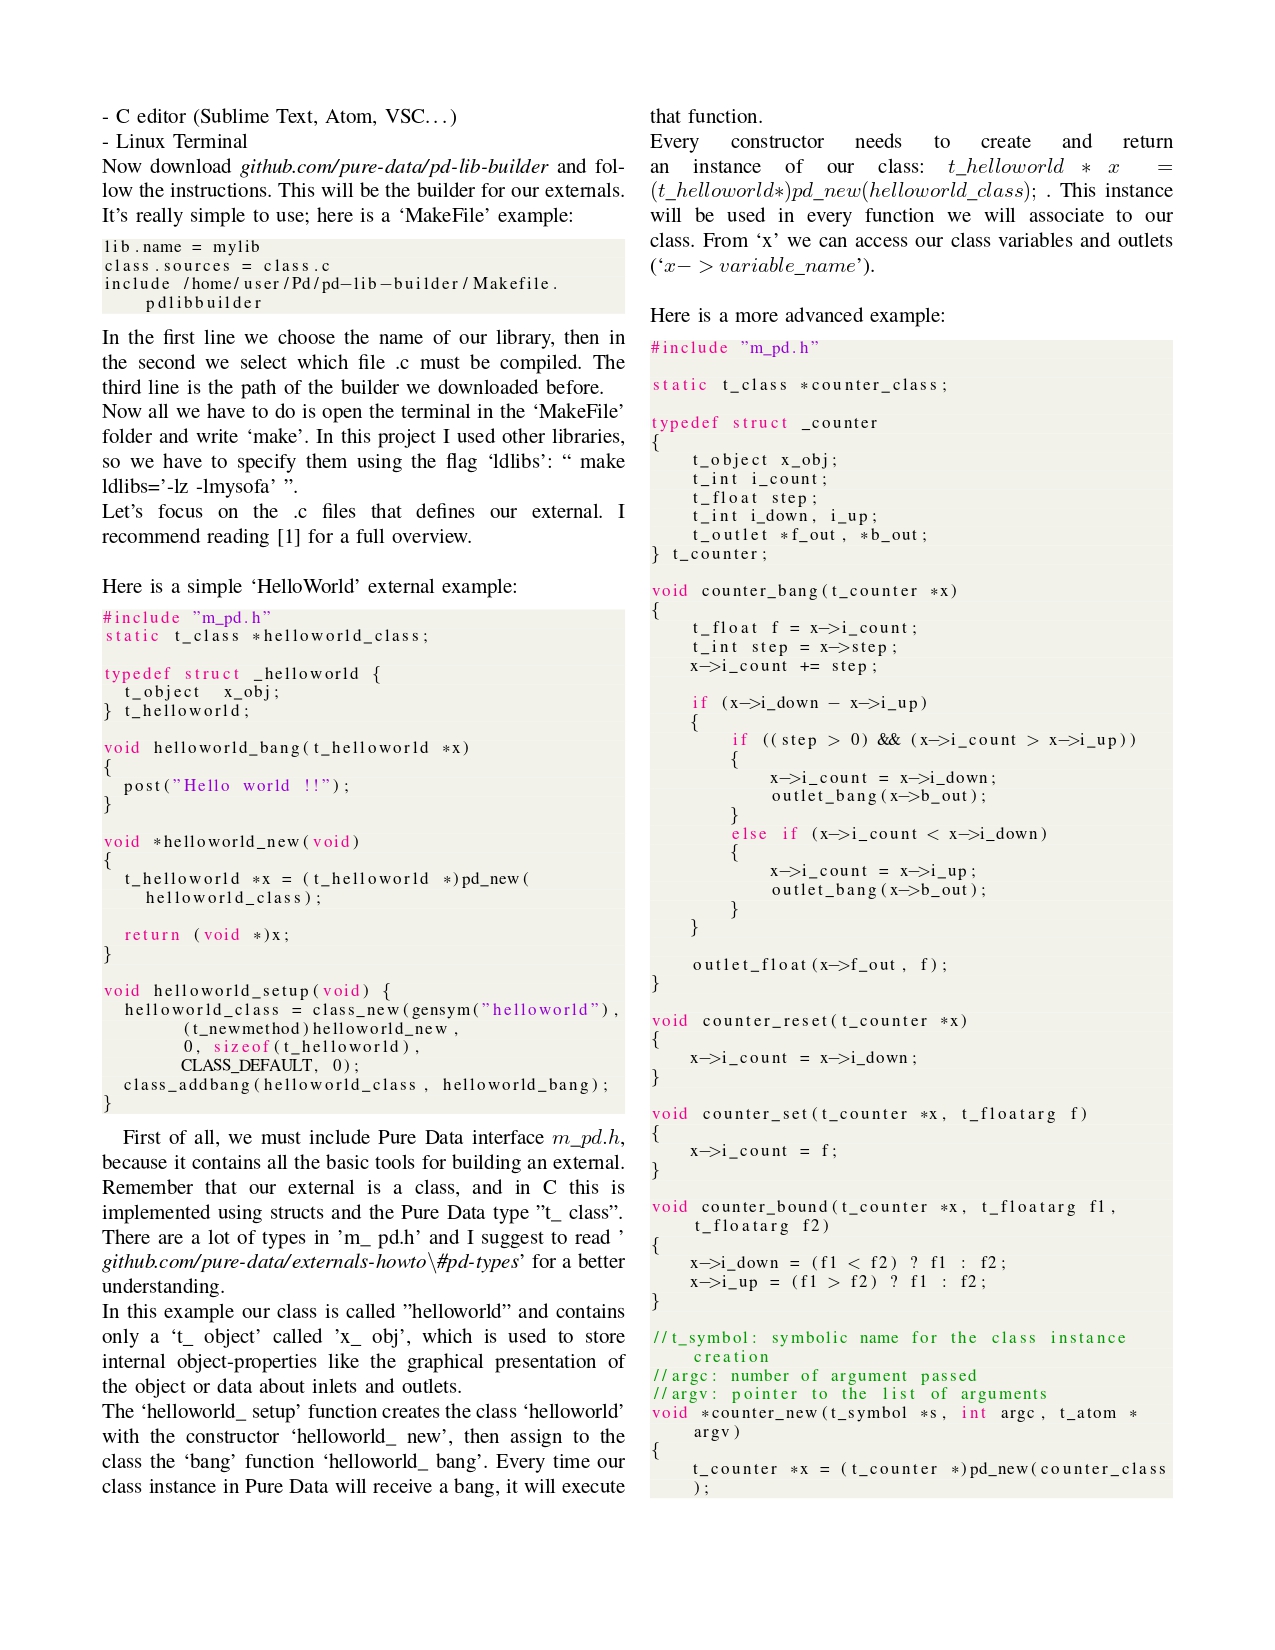 - C editor (Sublime Text, Atom, VSC...)
- Linux Terminal
Now download github.com/pure-data/pd-lib-builder and fol-
low the instructions. This will be the builder for our externals.
It's really simple to use; here is a ‘MakeFile’ example:
lib.name = mylib
class.sources = class.c
include /home/user/Pd/pd-lib-builder/Makefile.
pdlibbuilder
In the first line we choose the name of our library, then in
the second we select which file .c must be compiled. The
third line is the path of the builder we downloaded before.
Now all we have to do is open the terminal in the ‘MakeFile’
folder and write ‘make’. In this project I used other libraries,
so we have to specify them using the flag ‘ldlibs’: “ make
ldlibs='-lz -lmysofa' ”.
Let's focus on the .c files that defines our external. I
recommend reading [1] for a full overview.
Here is a simple ‘HelloWorld’ external example:
#include ”m_pd.h”
static t_class *helloworld_class;
typedef struct _helloworld {
t_object x_obj;
} t_helloworld;
void helloworld_bang(t_helloworld *x)
{
post(”Hello world !!”);
}
void *helloworld_new(void)
{
t_helloworld *x = (t_helloworld *)pd_new(
helloworld_class);
return (void *)x;
}
void helloworld_setup(void) {
helloworld_class = class_new(gensym(”helloworld”),
(t_newmethod)helloworld_new,
0, sizeof(t_helloworld),
CLASS_DEFAULT, 0);
class_addbang(helloworld_class, helloworld_bang);
}
First of all, we must include Pure Data interface m_pd.h,
because it contains all the basic tools for building an external.
Remember that our external is a class, and in C this is
implemented using structs and the Pure Data type ”t_ class”.
There are a lot of types in ’m_ pd.h’ and I suggest to read ’
github.com/pure-data/externals-howto\#pd-types’ for a better
understanding.
In this example our class is called ”helloworld” and contains
only a ‘t_ object’ called ’x_ obj’, which is used to store
internal object-properties like the graphical presentation of
the object or data about inlets and outlets.
The ‘helloworld_ setup’ function creates the class ‘helloworld’
with the constructor ‘helloworld_ new’, then assign to the
class the ‘bang’ function ‘helloworld_ bang’. Every time our
class instance in Pure Data will receive a bang, it will execute
that function.
Every constructor needs to create and return
an instance of our class: t_helloworld * x =
(t_helloworld*)pd_new(helloworld_class); . This instance
will be used in every function we will associate to our
class. From ‘x’ we can access our class variables and outlets
(‘x- > variable_name’).
Here is a more advanced example:
#include ”m_pd.h”
static t_class *counter_class;
typedef struct _counter
{
t_object x_obj;
t_int i_count;
t_float step;
t_int i_down, i_up;
t_outlet *f_out, *b_out;
} t_counter;
void counter_bang(t_counter *x)
{
t_float f = x->i_count;
t_int step = x->step;
x->i_count += step;
if (x->i_down - x->i_up)
{
if ((step > 0) && (x->i_count > x->i_up))
{
x->i_count = x->i_down;
outlet_bang(x->b_out);
}
else if (x->i_count < x->i_down)
{
x->i_count = x->i_up;
outlet_bang(x->b_out);
}
}
outlet_float(x->f_out, f);
}
void counter_reset(t_counter *x)
{
x->i_count = x->i_down;
}
void counter_set(t_counter *x, t_floatarg f)
{
x->i_count = f;
}
void counter_bound(t_counter *x, t_floatarg f1,
t_floatarg f2)
{
x->i_down = (f1 < f2) ? f1 : f2;
x->i_up = (f1 > f2) ? f1 : f2;
}
//t_symbol: symbolic name for the class instance
creation
//argc: number of argument passed
//argv: pointer to the list of arguments
void *counter_new(t_symbol *s, int argc, t_atom *
argv)
{
t_counter *x = (t_counter *)pd_new(counter_class
);